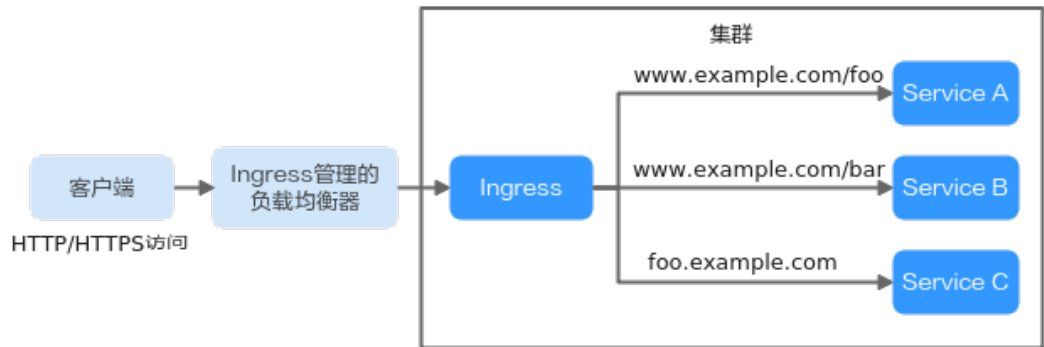 集群
www.example.com/foo
Service A
客户端
Ingress管理的
负载均衡器
Ingress
www.example.com/bar
Service B
HTTP/HTTPS访问
foo.example.com
Service C